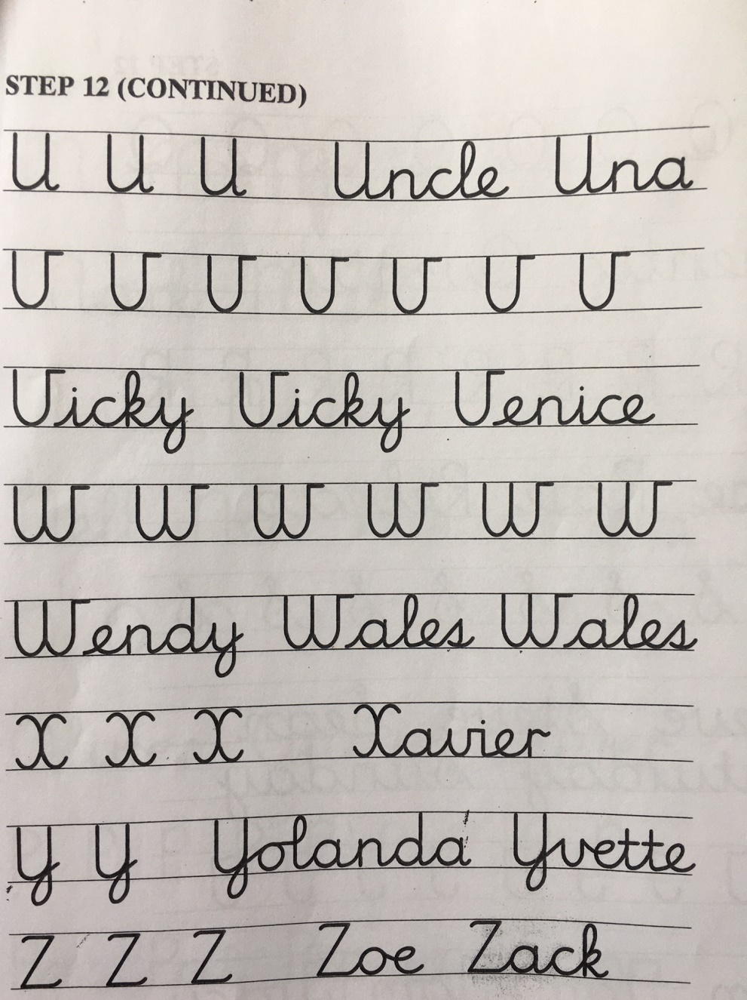 STEP 12 (CONTINUED)
U U U Uncle Una
V V V V V V V
Vicky Vicky Venice
W W W W W W
Wendy Wales Wales
X X X Xavier
Y Y Yolanda Yvette
Z Z Z Zoe Zack